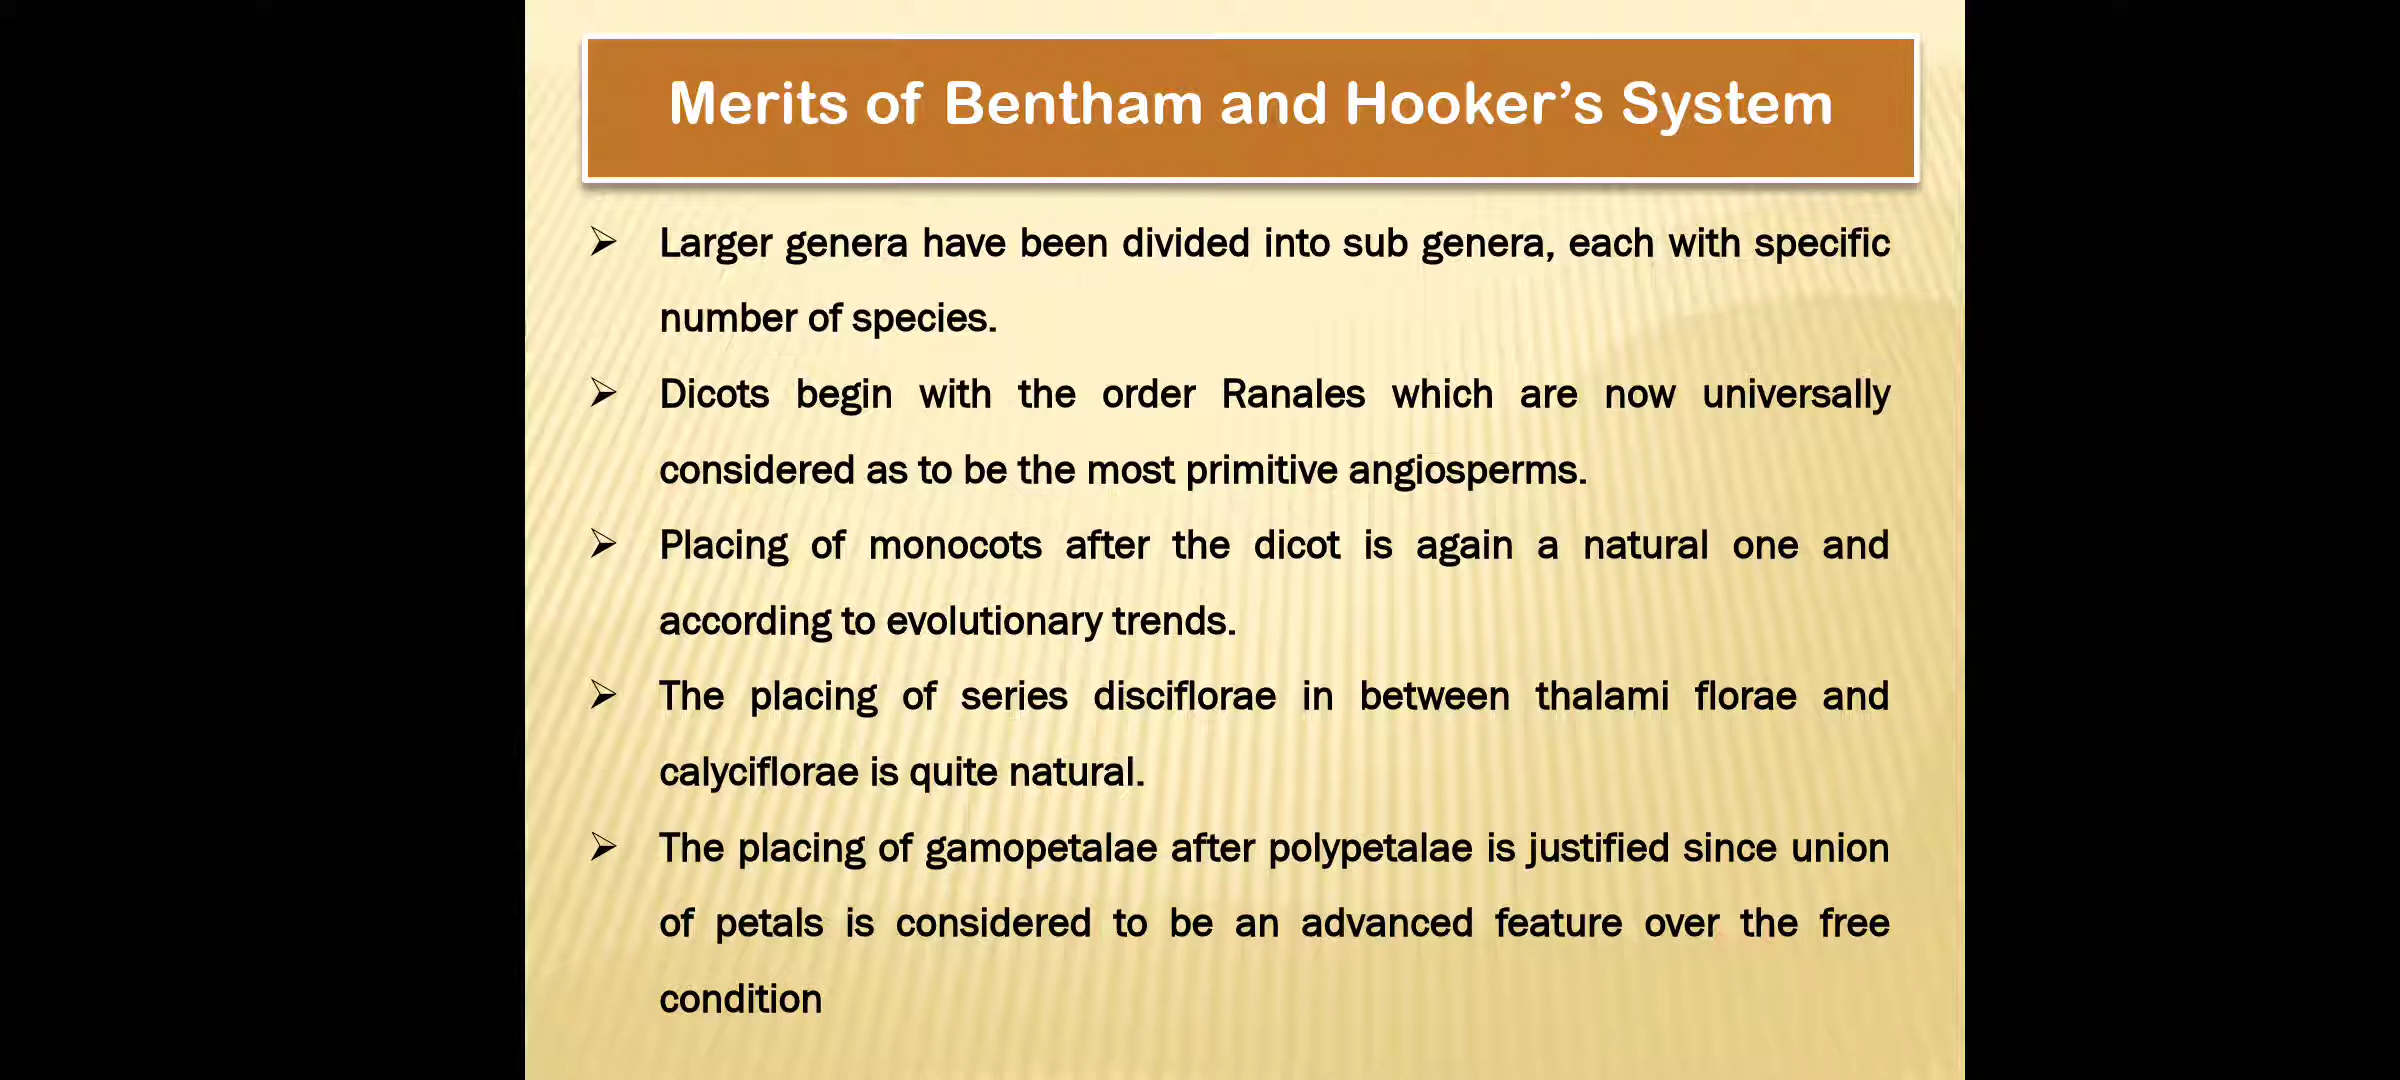 Merits of Bentham and Hooker’s System
➢ Larger genera have been divided into sub genera, each with specific
number of species.
➢ Dicots begin with the order Ranales which are now universally
considered as to be the most primitive angiosperms.
➢ Placing of monocots after the dicot is again a natural one and
according to evolutionary trends.
➢ The placing of series disciflorae in between thalami florae and
calyciflorae is quite natural.
➢ The placing of gamopetalae after polypetalae is justified since union
of petals is considered to be an advanced feature over the free
condition